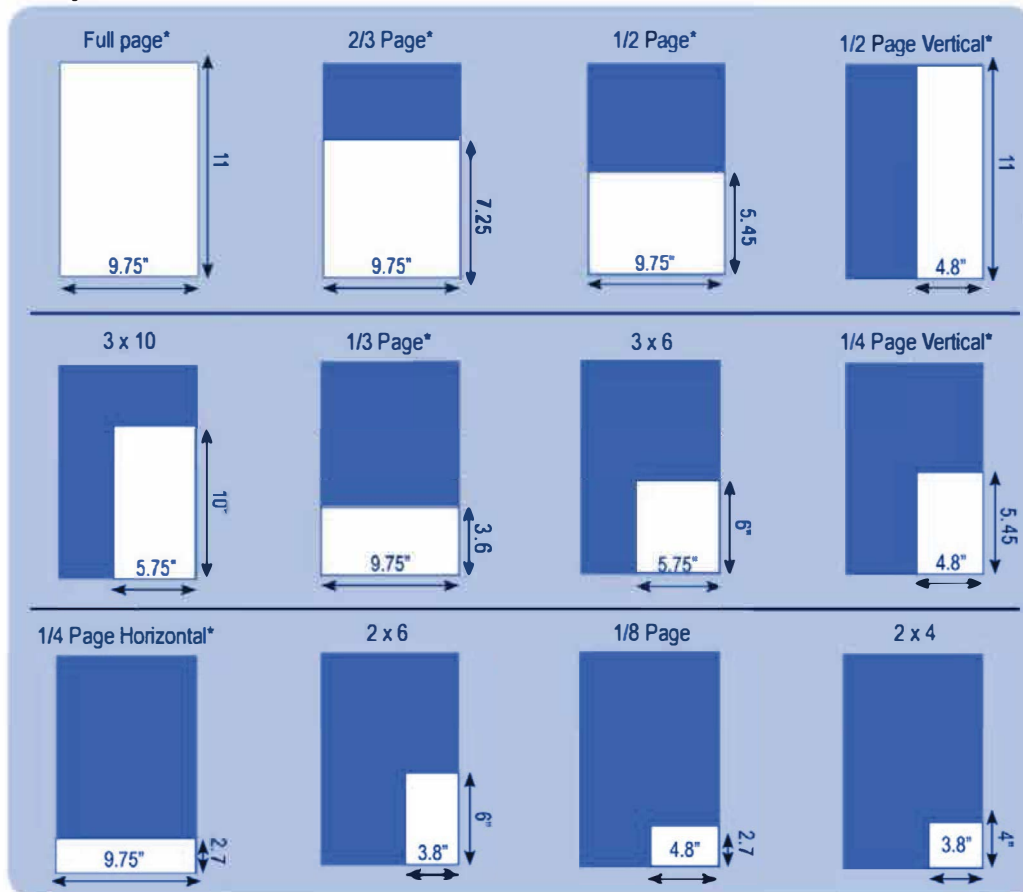 Full page*
11
9.75"
2/3 Page*
7.25
9.75"
1/2 Page*
5.45
9.75"
1/2 Page Vertical*
11
4.8"
3 x 10
10"
5.75"
1/3 Page*
3.6
9.75"
3 x 6
6"
5.75"
1/4 Page Vertical*
5.45
4.8"
1/4 Page Horizontal*
2.7
9.75"
2 x 6
6"
3.8"
1/8 Page
2.7
4.8"
2 x 4
4"
3.8"